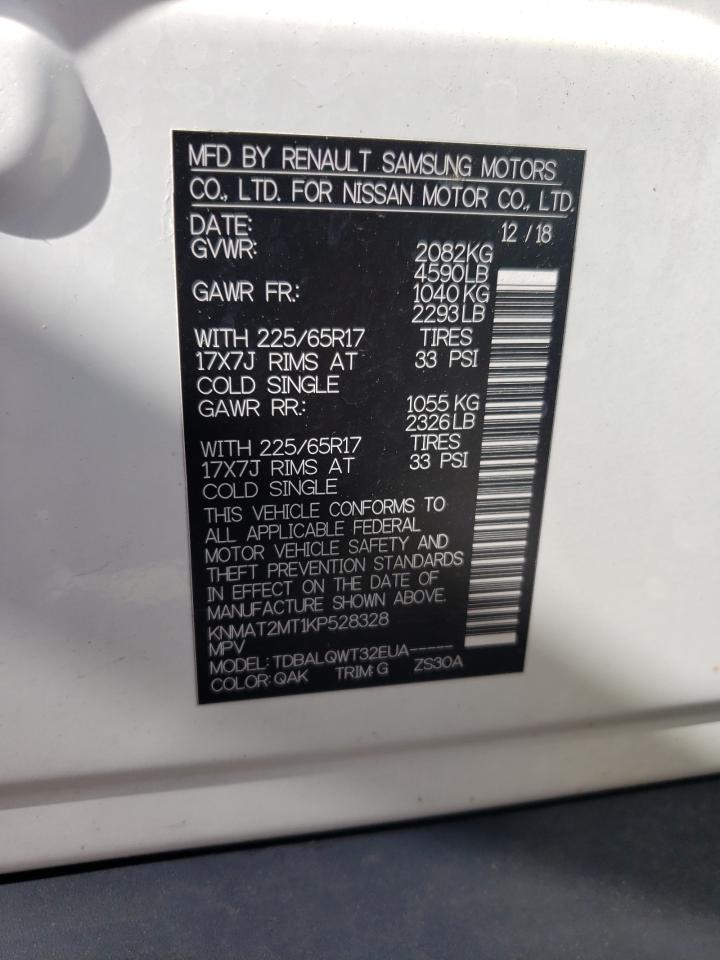 MFD BY RENAULT SAMSUNG MOTORS
CO., LTD. FOR NISSAN MOTOR CO., LTD.
DATE: 12 / 18
GVWR: 2082KG
4590LB
GAWR FR: 1040 KG
2293 LB
WITH 225/65R17 TIRES
17X7J RIMS AT 33 PSI
COLD SINGLE
GAWR RR: 1055 KG
2326 LB
WITH 225/65R17 TIRES
17X7J RIMS AT 33 PSI
COLD SINGLE
THIS VEHICLE CONFORMS TO
ALL APPLICABLE FEDERAL
MOTOR VEHICLE SAFETY AND
THEFT PREVENTION STANDARDS
IN EFFECT ON THE DATE OF
MANUFACTURE SHOWN ABOVE.
KNMAT2MT1KP528328
MPV
MODEL: TDBALQWT32EUA-----
COLOR: QAK TRIM: G ZS30A